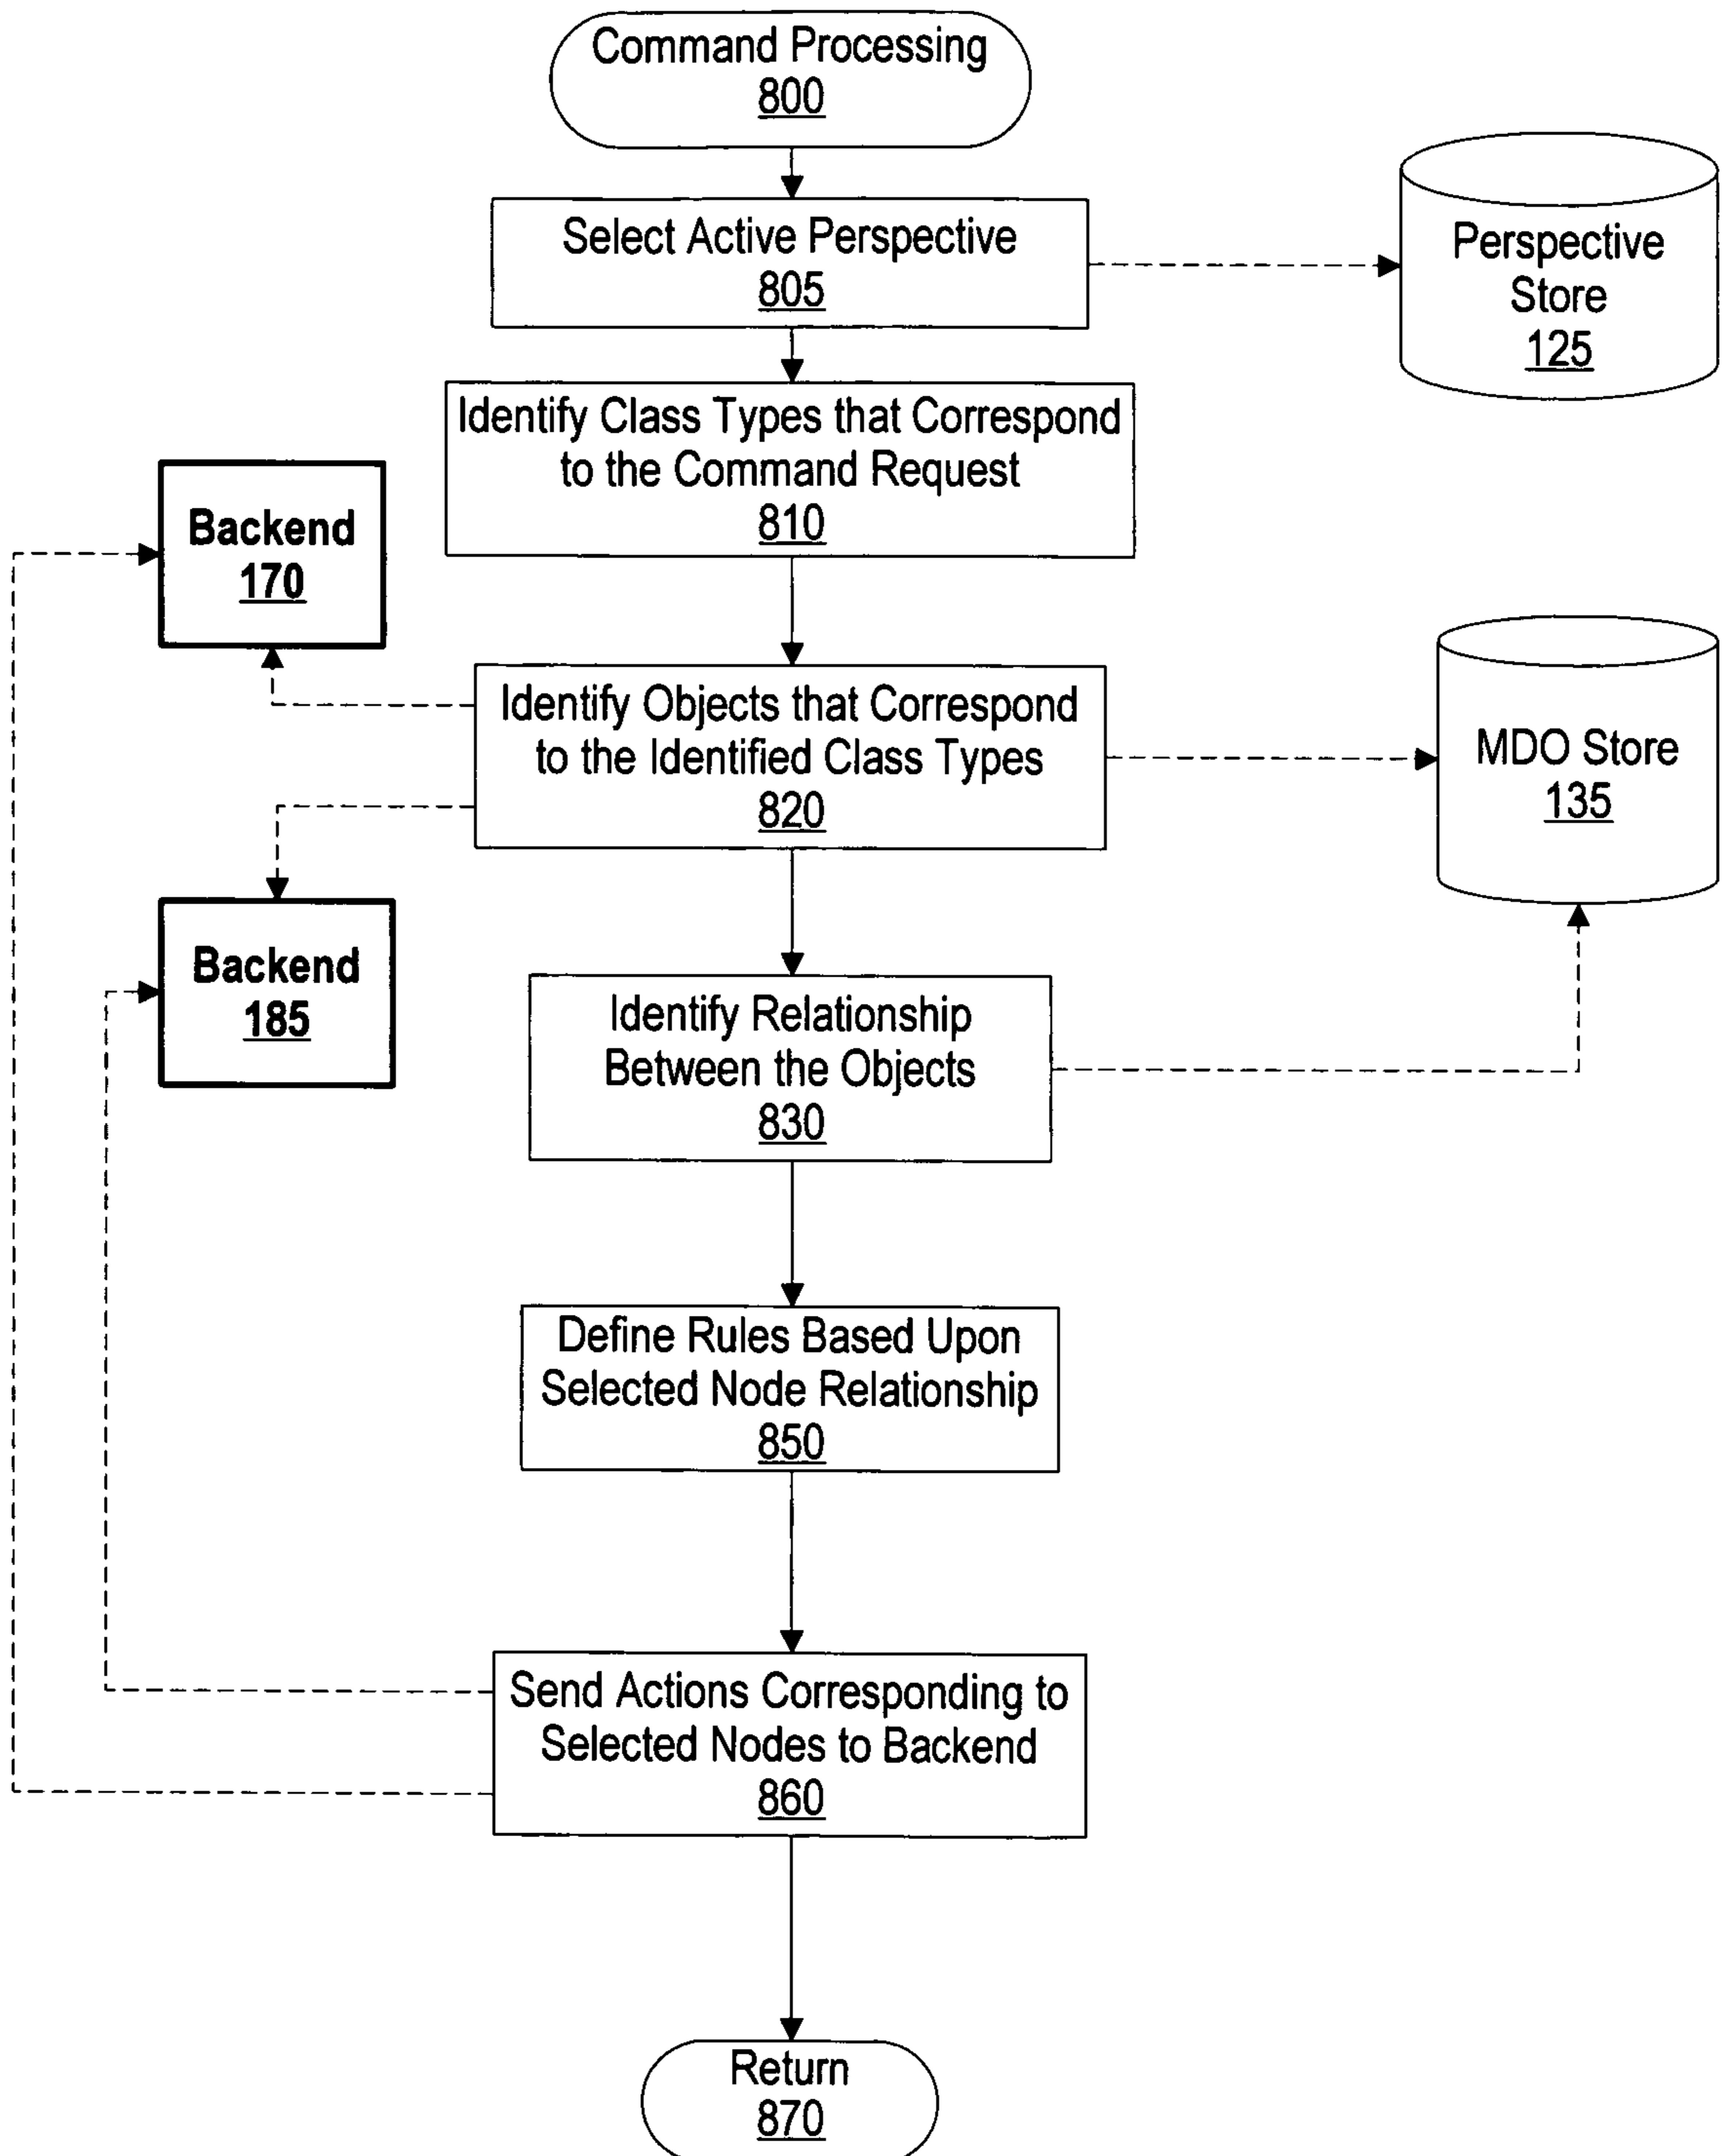 Command Processing
800
Select Active Perspective
805
Perspective
Store
125
Identify Class Types that Correspond
to the Command Request
810
Backend
170
Identify Objects that Correspond
to the Identified Class Types
820
MDO Store
135
Backend
185
Identify Relationship
Between the Objects
830
Define Rules Based Upon
Selected Node Relationship
850
Send Actions Corresponding to
Selected Nodes to Backend
860
Return
870